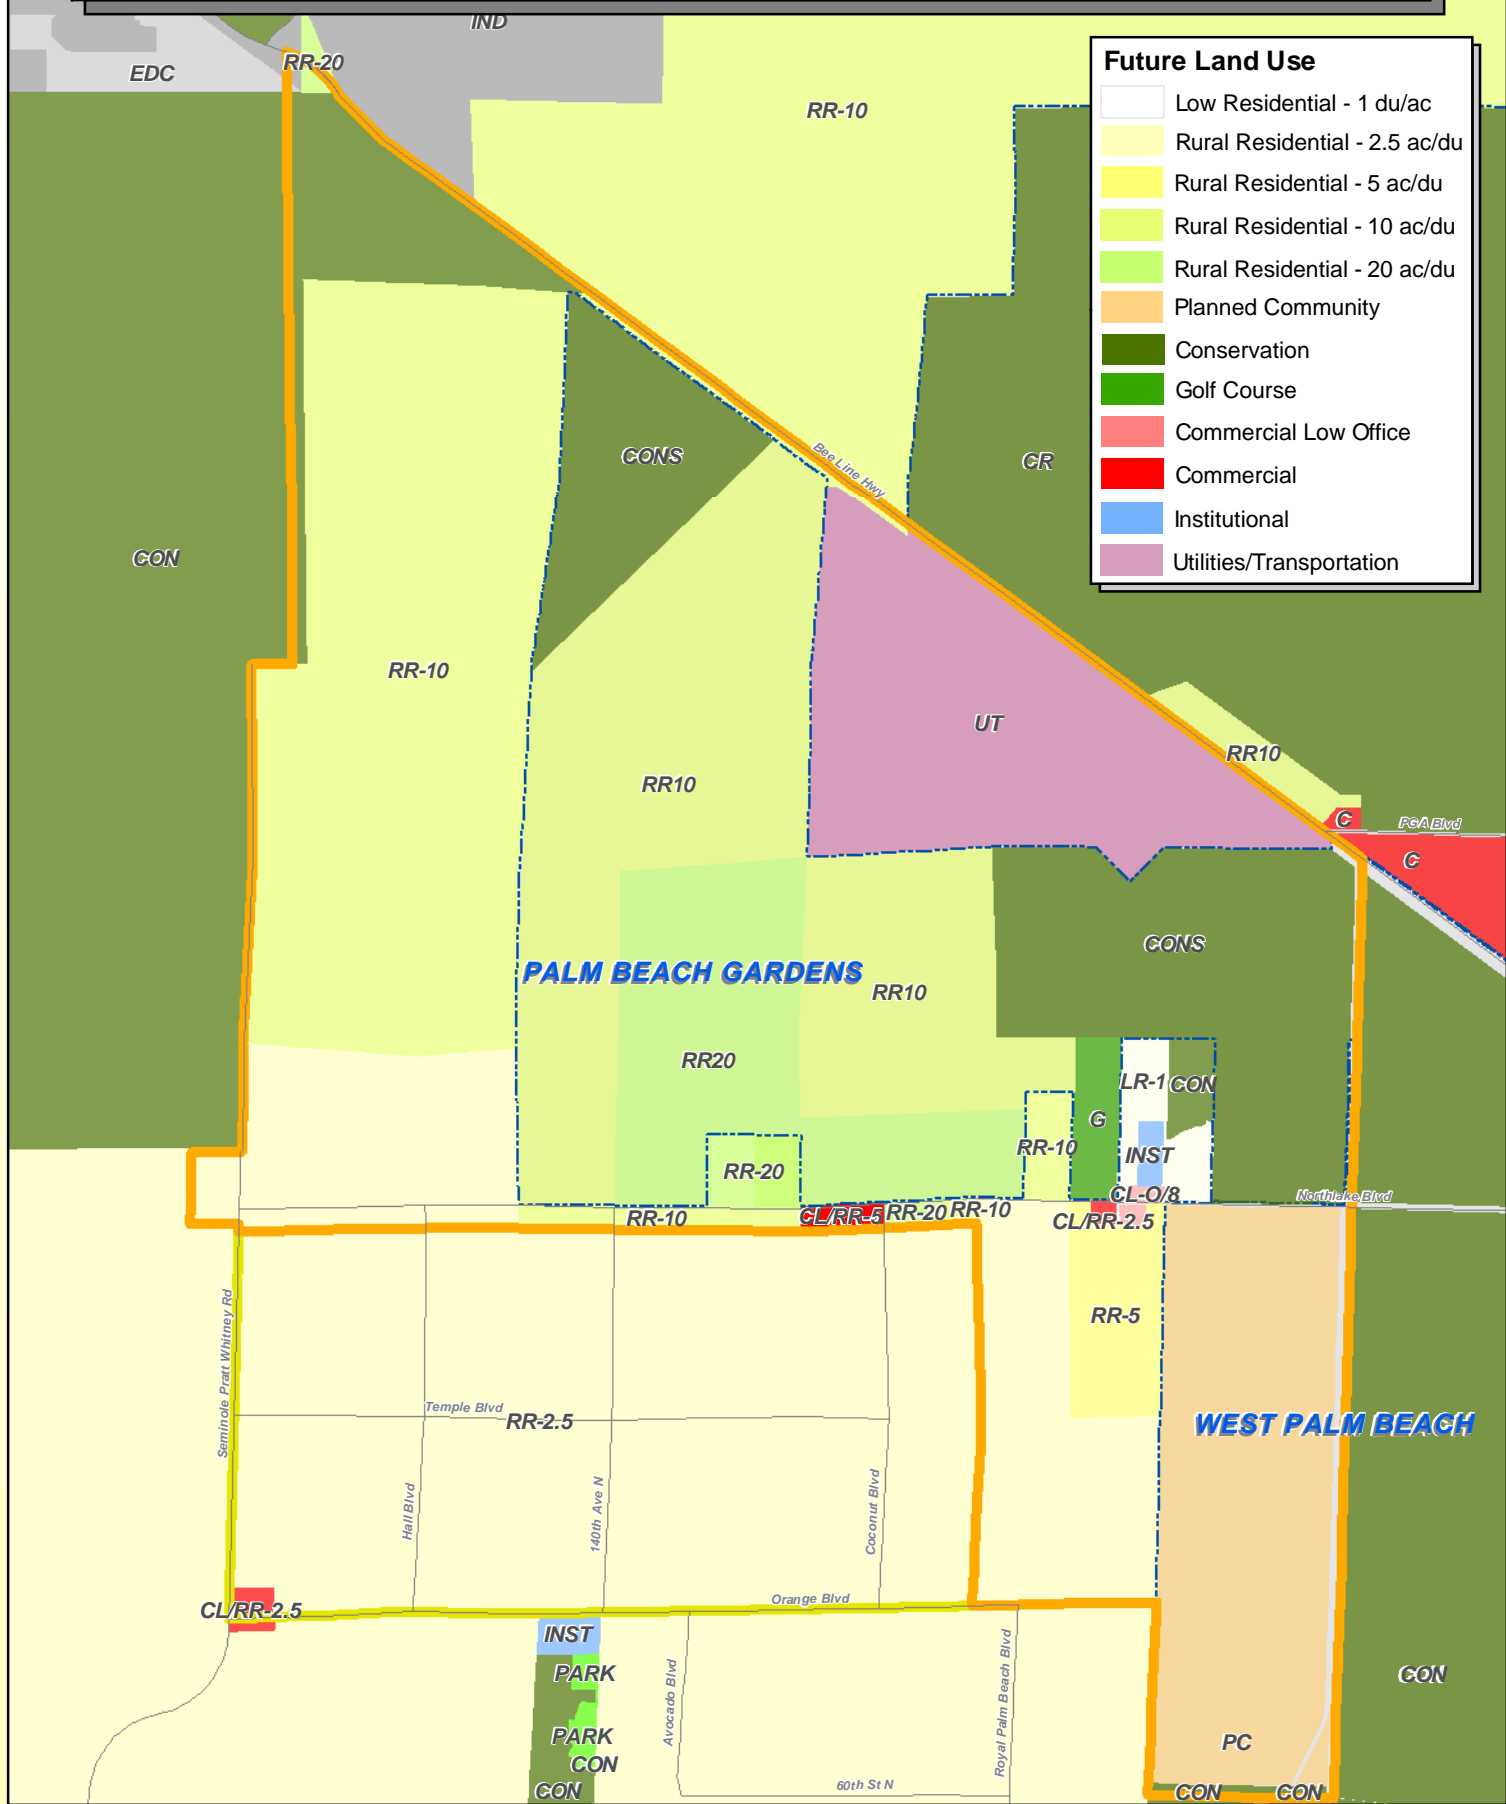 IND
EDC
RR-20
RR-10
Future Land Use
Low Residential - 1 du/ac
Rural Residential - 2.5 ac/du
Rural Residential - 5 ac/du
Rural Residential - 10 ac/du
Rural Residential - 20 ac/du
Planned Community
Conservation
Golf Course
Commercial Low Office
Commercial
Institutional
Utilities/Transportation
CONS
Bee Line Hwy
CR
CON
RR-10
UT
RR10
RR10
C
PGA Blvd
C
CONS
PALM BEACH GARDENS
RR10
RR20
LR-1
CON
G
RR-10
INST
RR-20
CL-O/8
Northlake Blvd
RR-10
CL/RR-5
RR-20
RR-10
CL/RR-2.5
RR-5
Seminole Pratt Whitney Rd
Temple Blvd
RR-2.5
WEST PALM BEACH
Hall Blvd
140th Ave N
Coconut Blvd
CL/RR-2.5
Orange Blvd
INST
PARK
Avocado Blvd
Royal Palm Beach Blvd
CON
PARK
CON
PC
CON
60th St N
CON
CON